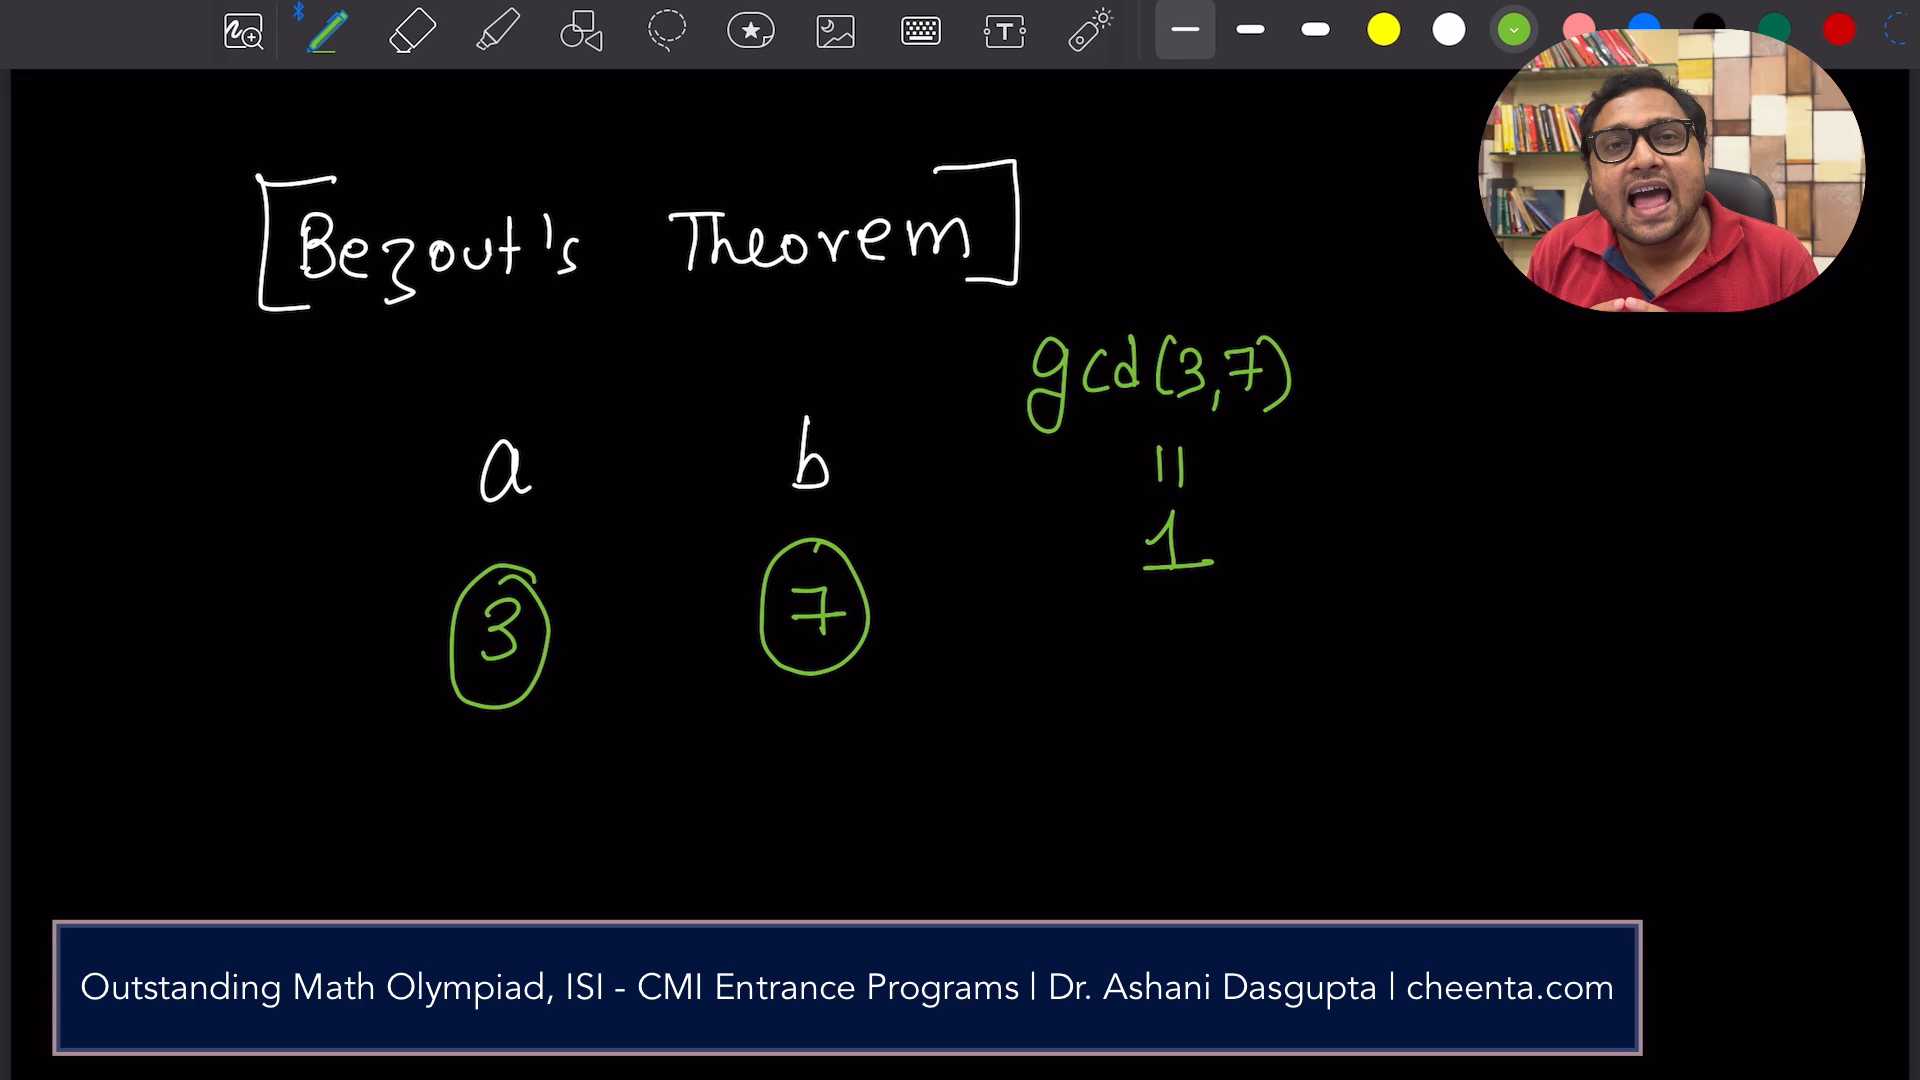 [Bezout's Theorem]
gcd(3,7)
a b
||
1
3 7
Outstanding Math Olympiad, ISI - CMI Entrance Programs | Dr. Ashani Dasgupta | cheenta.com